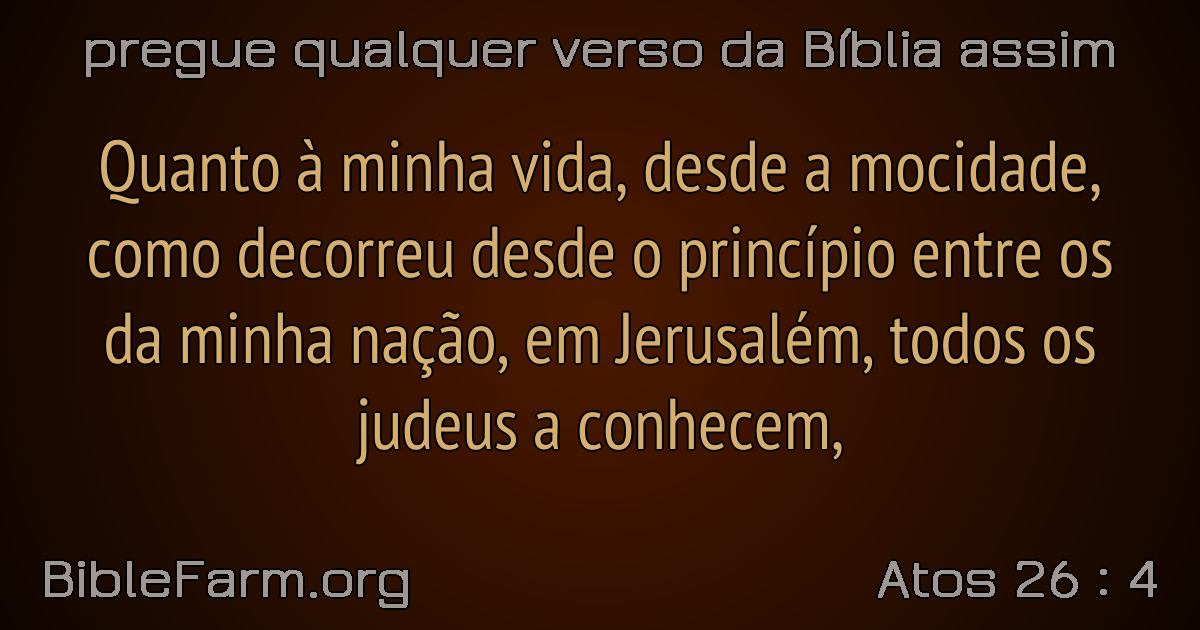 pregue qualquer verso da Bíblia assim
Quanto à minha vida, desde a mocidade,
como decorreu desde o princípio entre os
da minha nação, em Jerusalém, todos os
judeus a conhecem,
BibleFarm.org
Atos 26 : 4